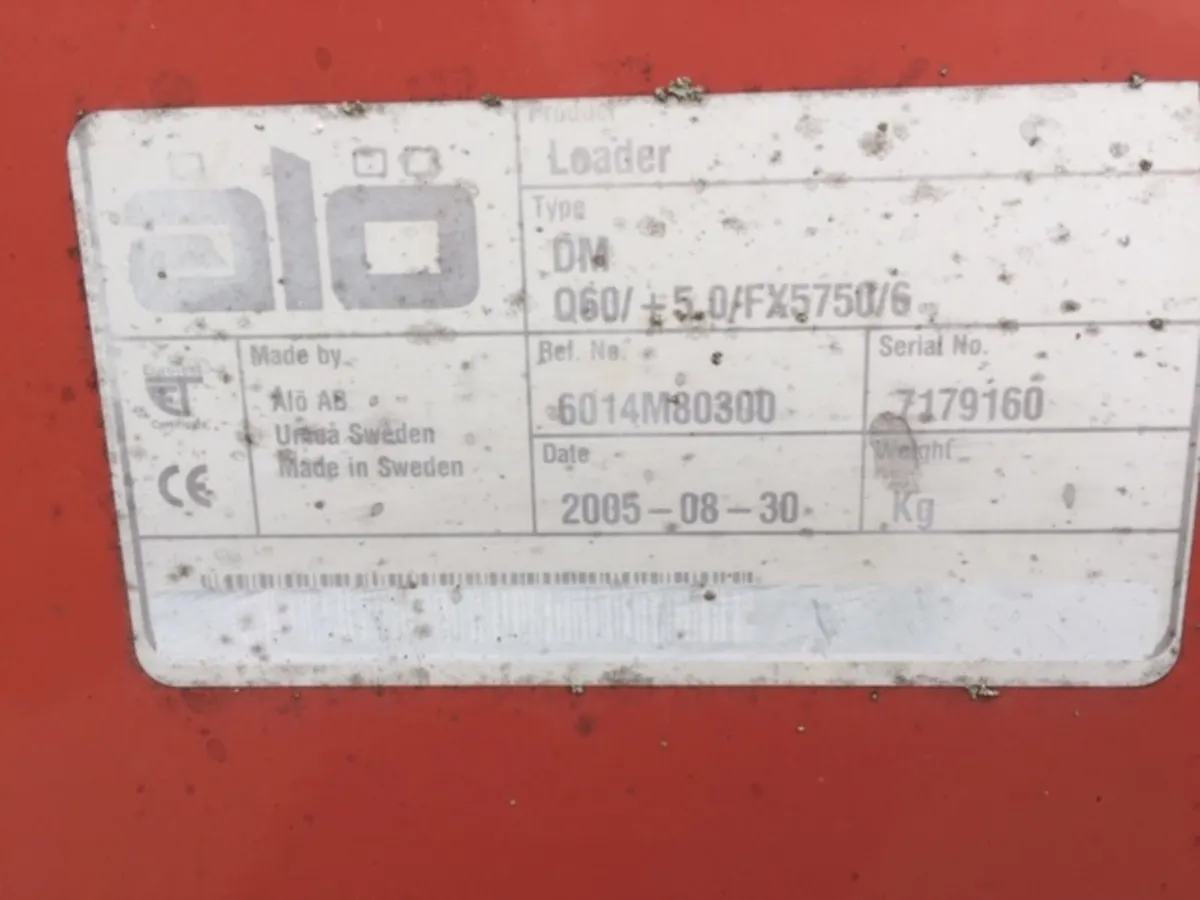 ålö
Product
Loader
Type
DM
Q60/+5.0/FX5750/6
Made by
Ålö AB
Umeå Sweden
Made in Sweden
Ref. No.
6014M80300
Serial No.
7179160
Date
2005-08-30
Weight
Kg
CE